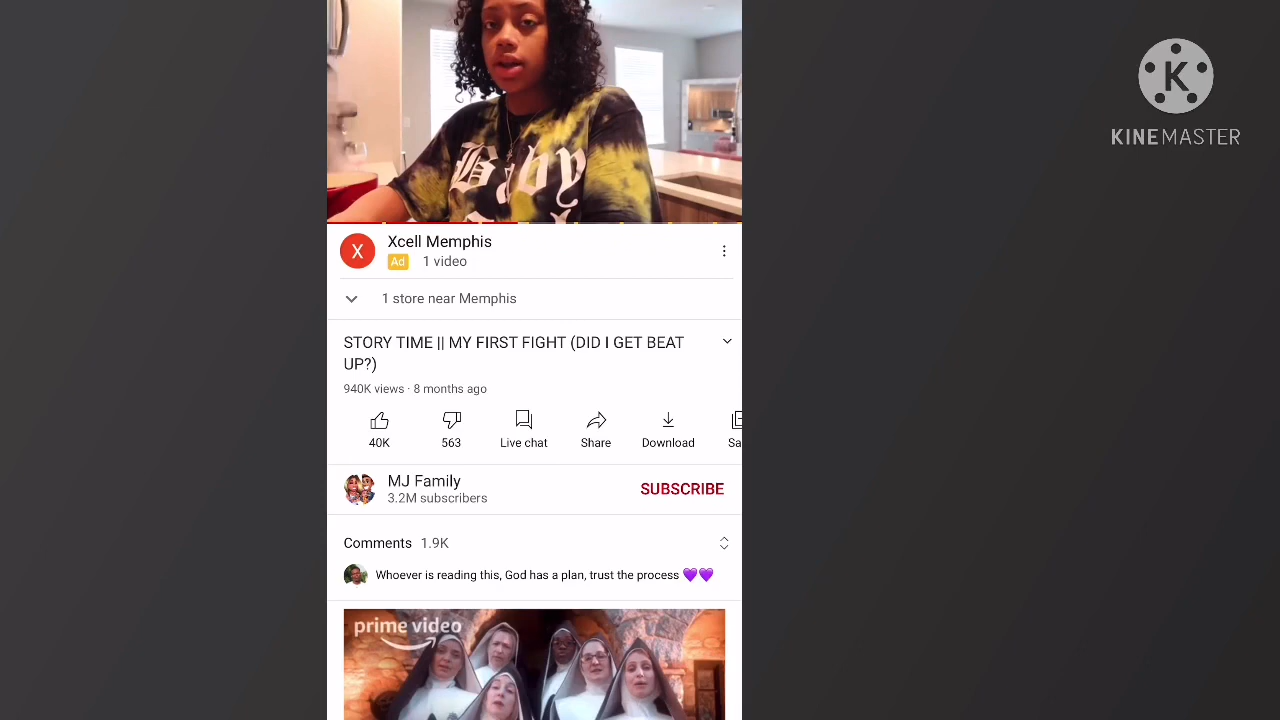 KINEMASTER
Baby
Xcell Memphis
Ad 1 video
1 store near Memphis
STORY TIME || MY FIRST FIGHT (DID I GET BEAT
UP?)
940K views · 8 months ago
40K 563 Live chat Share Download Sa
MJ Family
3.2M subscribers
SUBSCRIBE
Comments 1.9K
Whoever is reading this, God has a plan, trust the process 💜💜
prime video